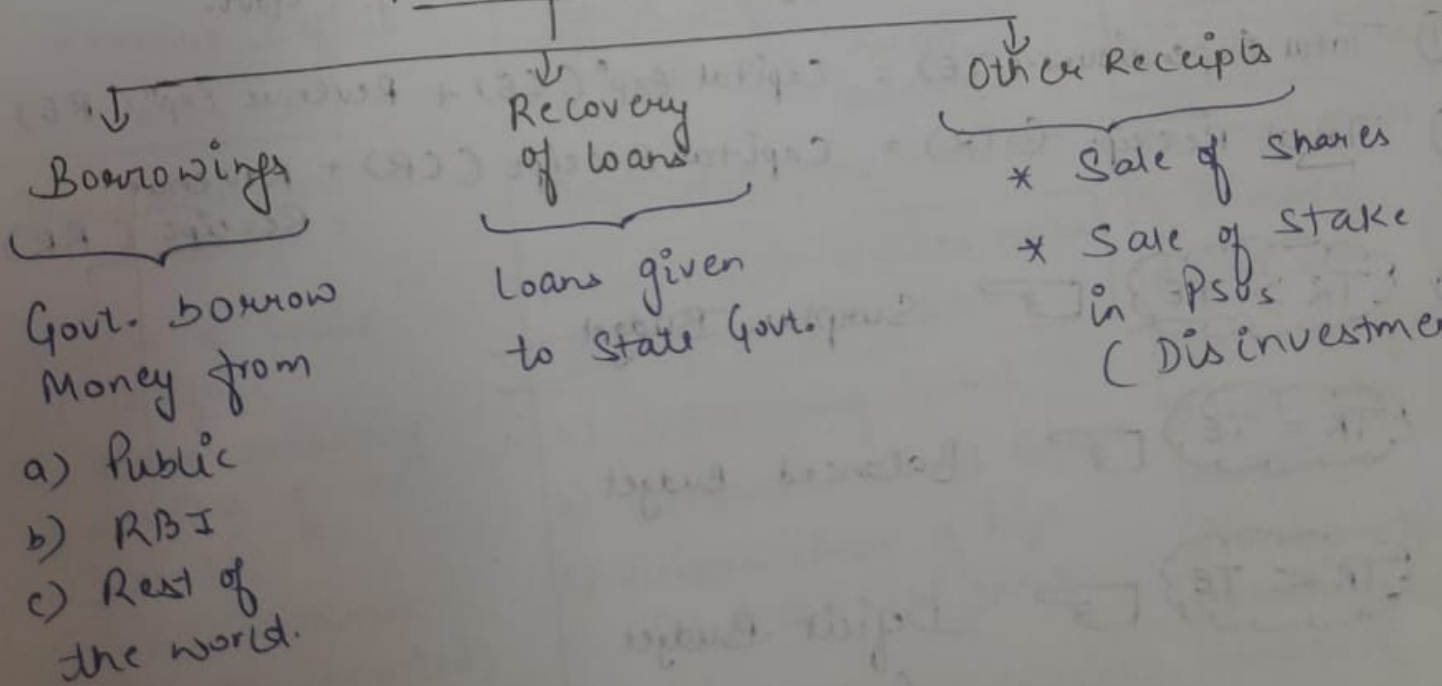 Borrowings
Govt. borrow
Money from
a) Public
b) RBI
c) Rest of
the world.
Recovery
of loans
Loans given
to State Govt.
Other Receipts
* Sale of shares
* Sale of stake
in PSUs
(Disinvestme